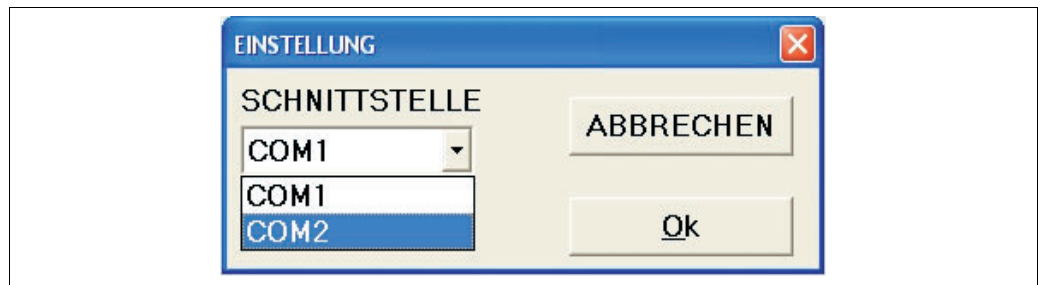 EINSTELLUNG
SCHNITTSTELLE
COM1
COM1
COM2
ABBRECHEN
Ok